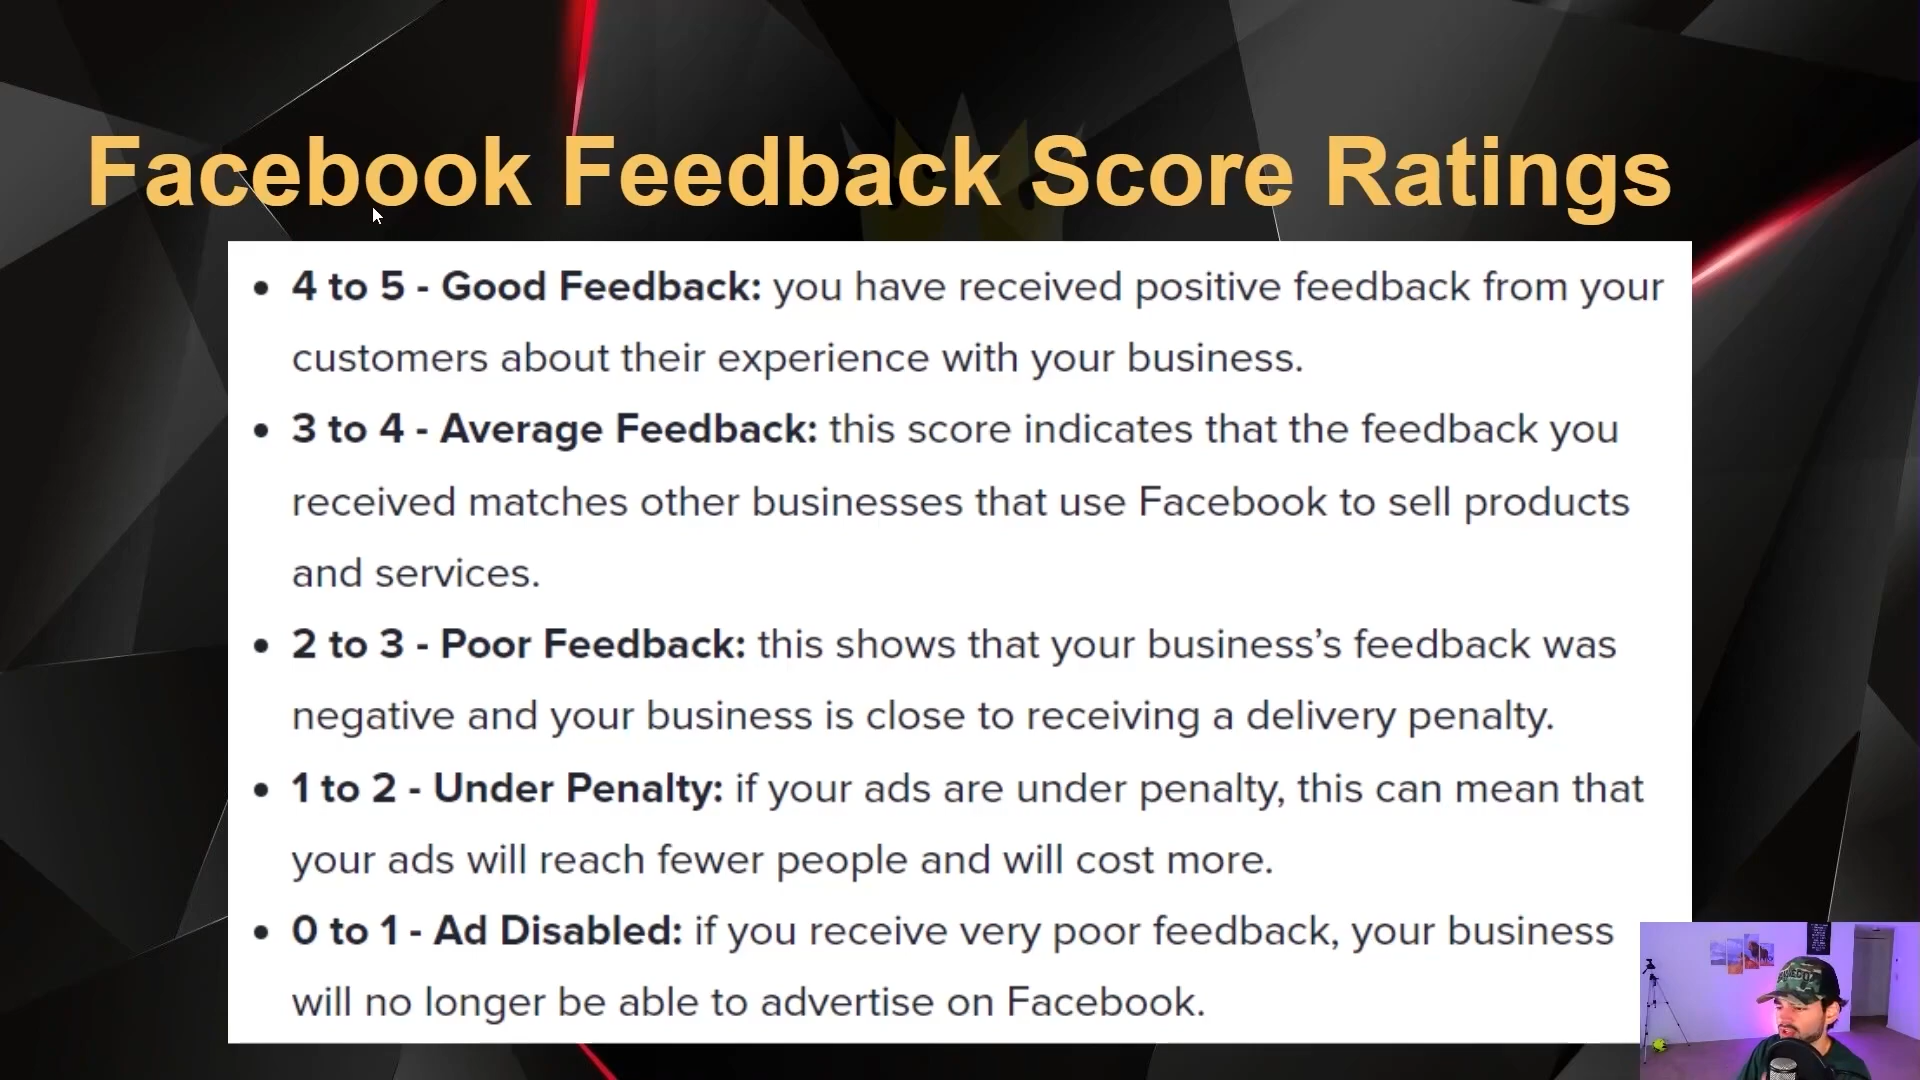 Facebook Feedback Score Ratings
• 4 to 5 - Good Feedback: you have received positive feedback from your
customers about their experience with your business.
• 3 to 4 - Average Feedback: this score indicates that the feedback you
received matches other businesses that use Facebook to sell products
and services.
• 2 to 3 - Poor Feedback: this shows that your business’s feedback was
negative and your business is close to receiving a delivery penalty.
• 1 to 2 - Under Penalty: if your ads are under penalty, this can mean that
your ads will reach fewer people and will cost more.
• 0 to 1 - Ad Disabled: if you receive very poor feedback, your business
will no longer be able to advertise on Facebook.